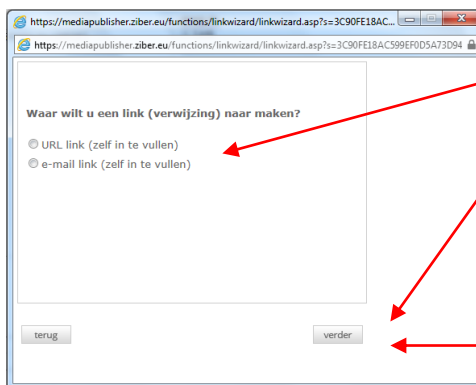 https://mediapublisher.ziber.eu/functions/linkwizard/linkwizard.asp?s=3C90FE18AC...
https://mediapublisher.ziber.eu/functions/linkwizard/linkwizard.asp?s=3C90FE18AC599EF0D5A73D94
Waar wilt u een link (verwijzing) naar maken?
URL link (zelf in te vullen)
e-mail link (zelf in te vullen)
terug
verder